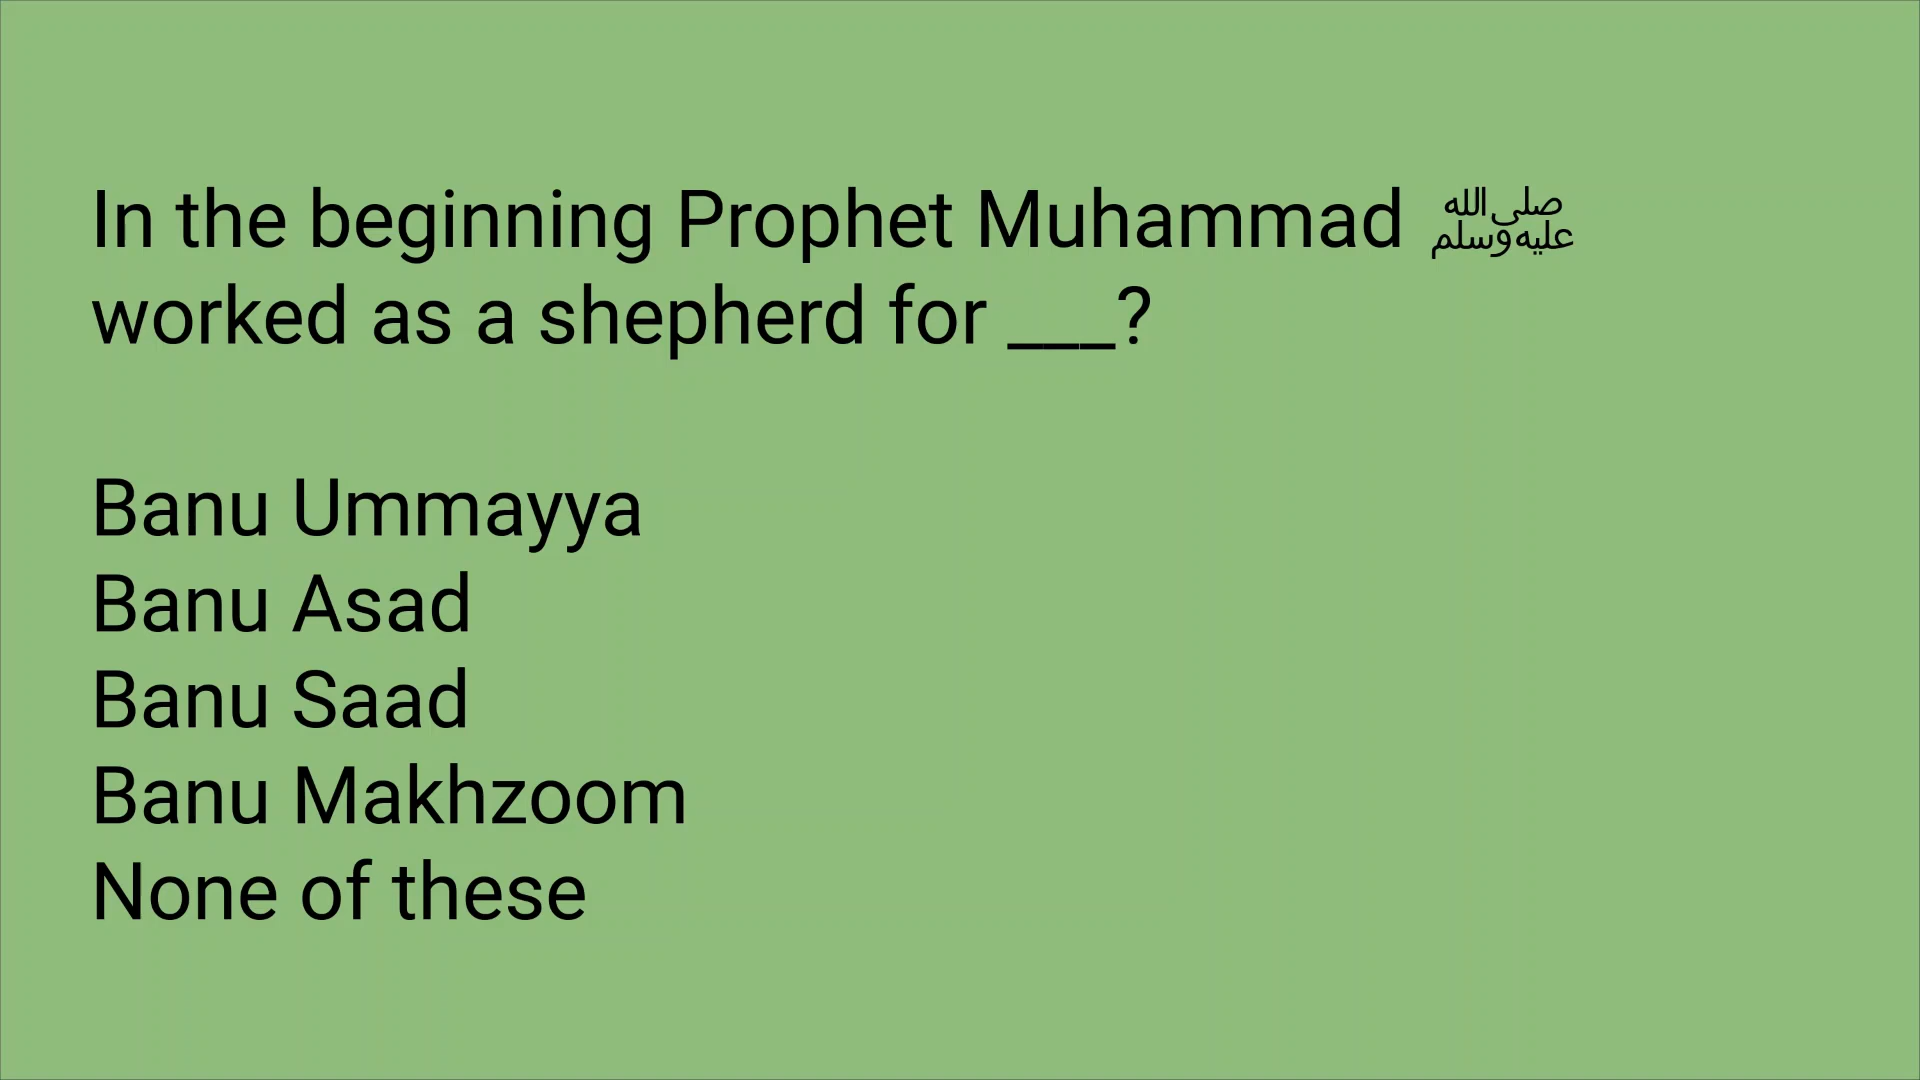 In the beginning Prophet Muhammad ﷺ
worked as a shepherd for ___?
Banu Ummayya
Banu Asad
Banu Saad
Banu Makhzoom
None of these